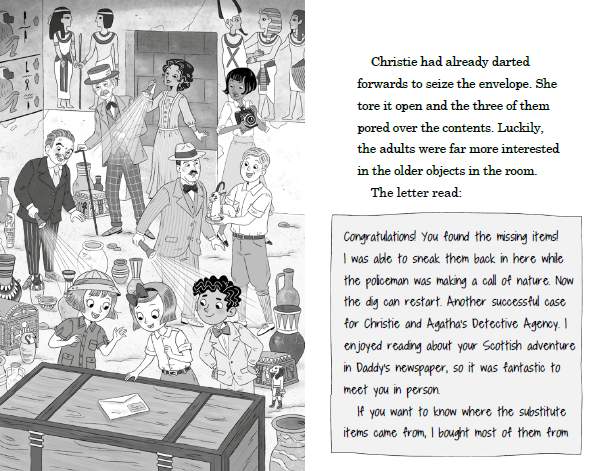 Christie had already darted
forwards to seize the envelope. She
tore it open and the three of them
pored over the contents. Luckily,
the adults were far more interested
in the older objects in the room.
The letter read:
Congratulations! You found the missing items!
I was able to sneak them back in here while
the policeman was making a call of nature. Now
the dig can restart. Another successful case
for Christie and Agatha's Detective Agency. I
enjoyed reading about your Scottish adventure
in Daddy's newspaper, so it was fantastic to
meet you in person.
If you want to know where the substitute
items came from, I bought most of them from